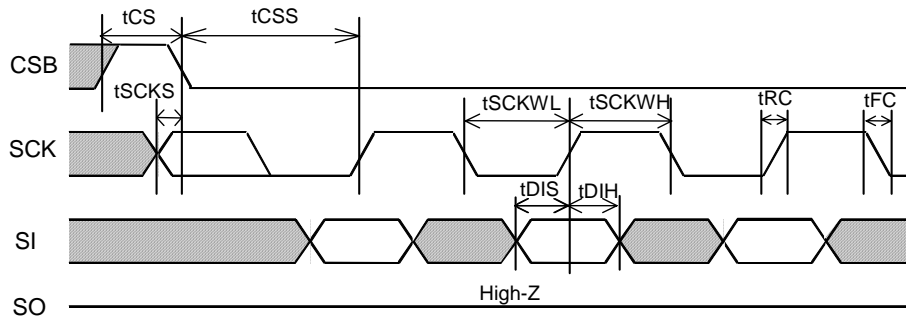 tCS tCSS
CSB
tSCKS tSCKWL tSCKWH tRC tFC
SCK
tDIS tDIH
SI
High-Z
SO